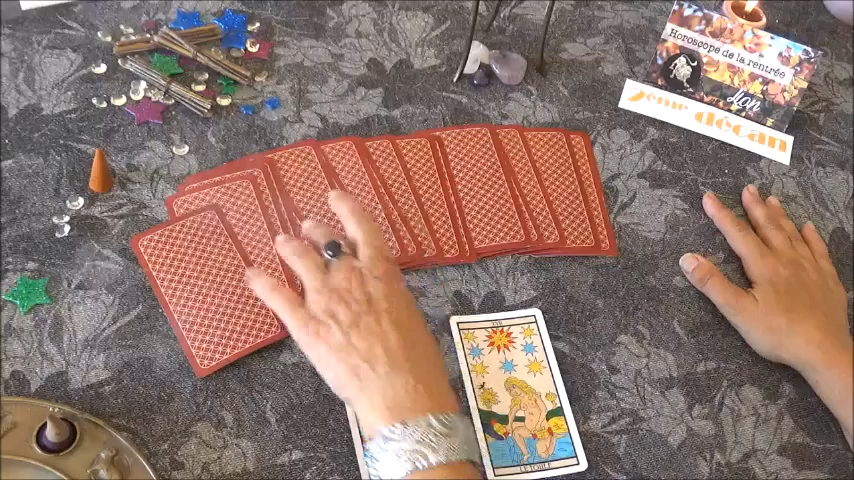 Horoscope de la rentrée
Lion
2ème décan
XVII
LE TOILE